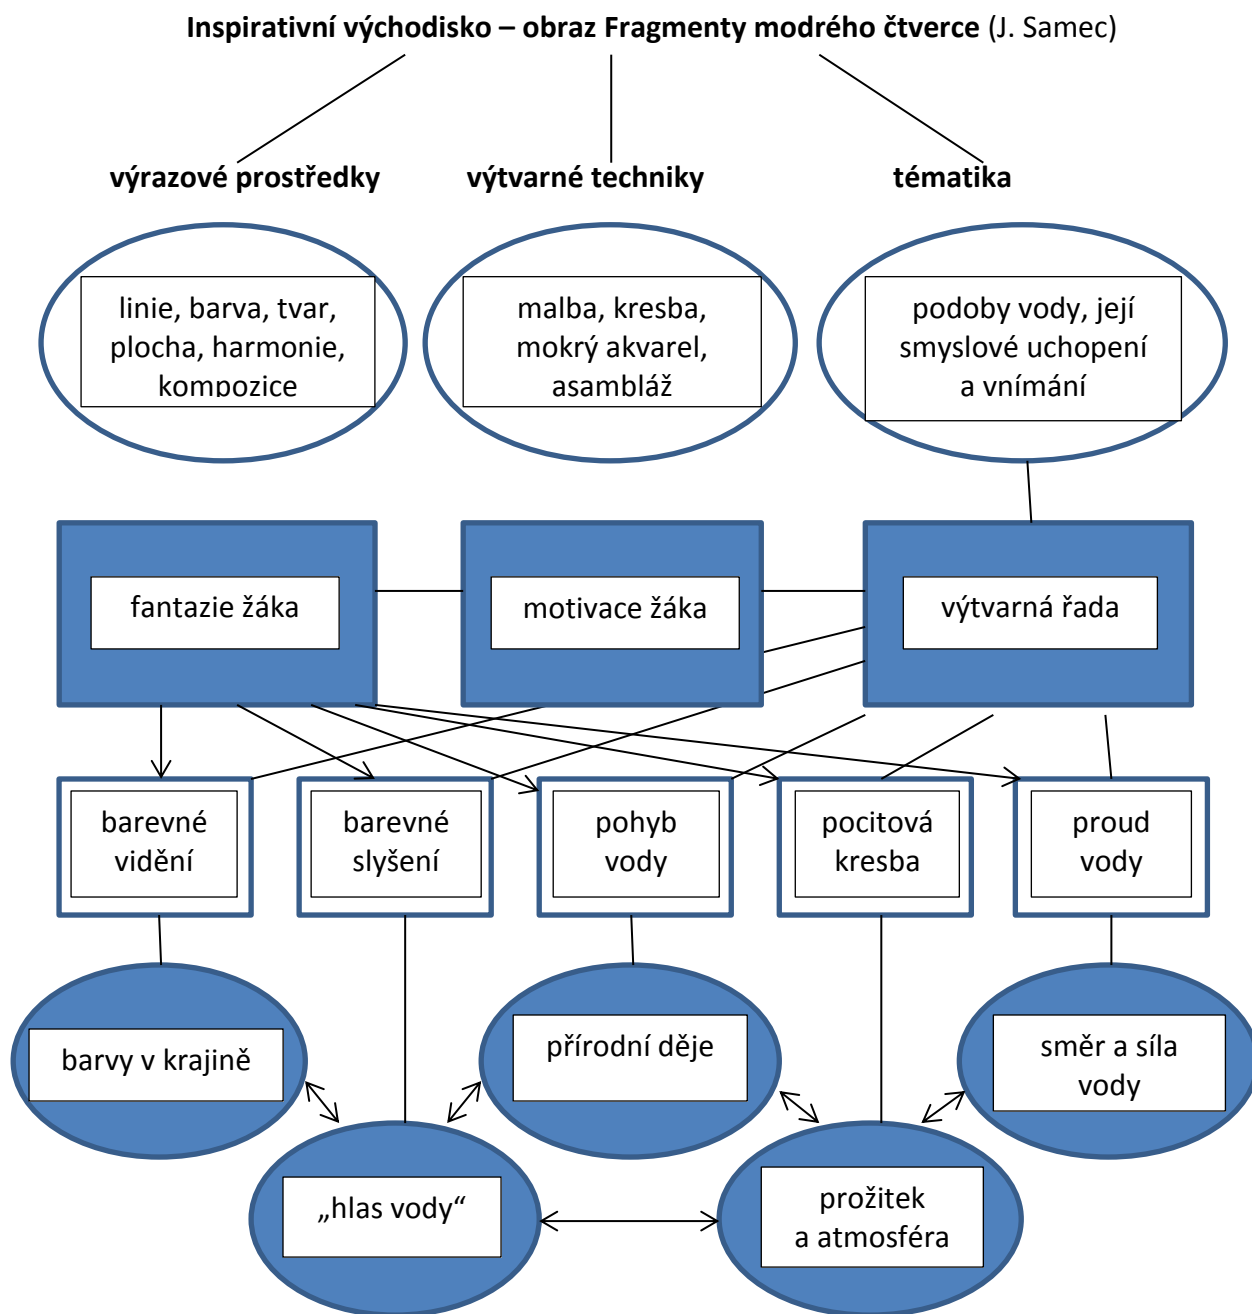 Inspirativní východisko – obraz Fragmenty modrého čtverce (J. Samec)
výrazové prostředky
výtvarné techniky
tématika
linie, barva, tvar,
plocha, harmonie,
kompozice
malba, kresba,
mokrý akvarel,
asambláž
podoby vody, její
smyslové uchopení
a vnímání
fantazie žáka
motivace žáka
výtvarná řada
barevné
vidění
barevné
slyšení
pohyb
vody
pocitová
kresba
proud
vody
barvy v krajině
přírodní děje
směr a síla
vody
„hlas vody“
prožitek
a atmosféra